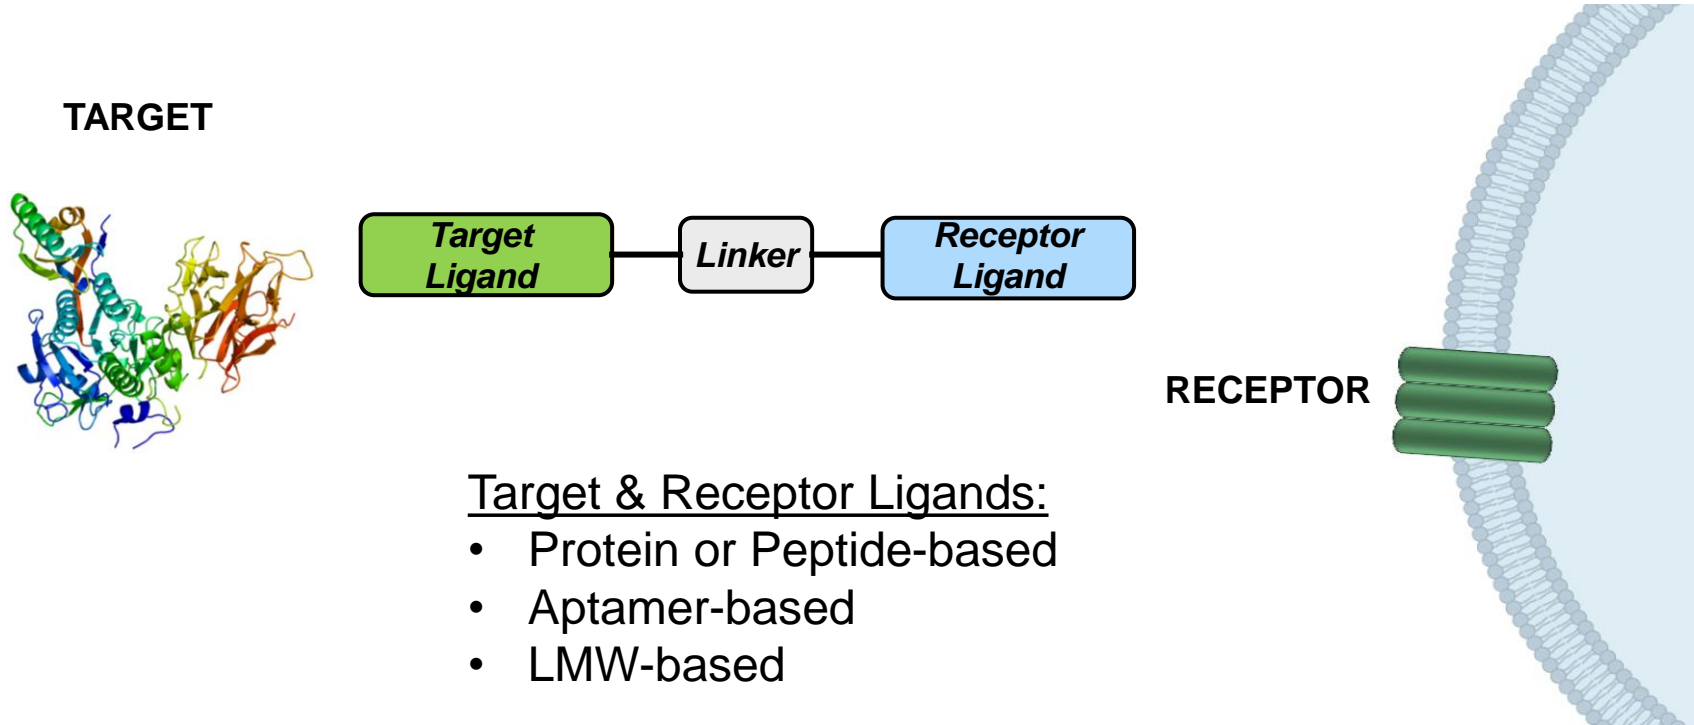 TARGET
Target
Ligand
Linker
Receptor
Ligand
RECEPTOR
Target & Receptor Ligands:
• Protein or Peptide-based
• Aptamer-based
• LMW-based